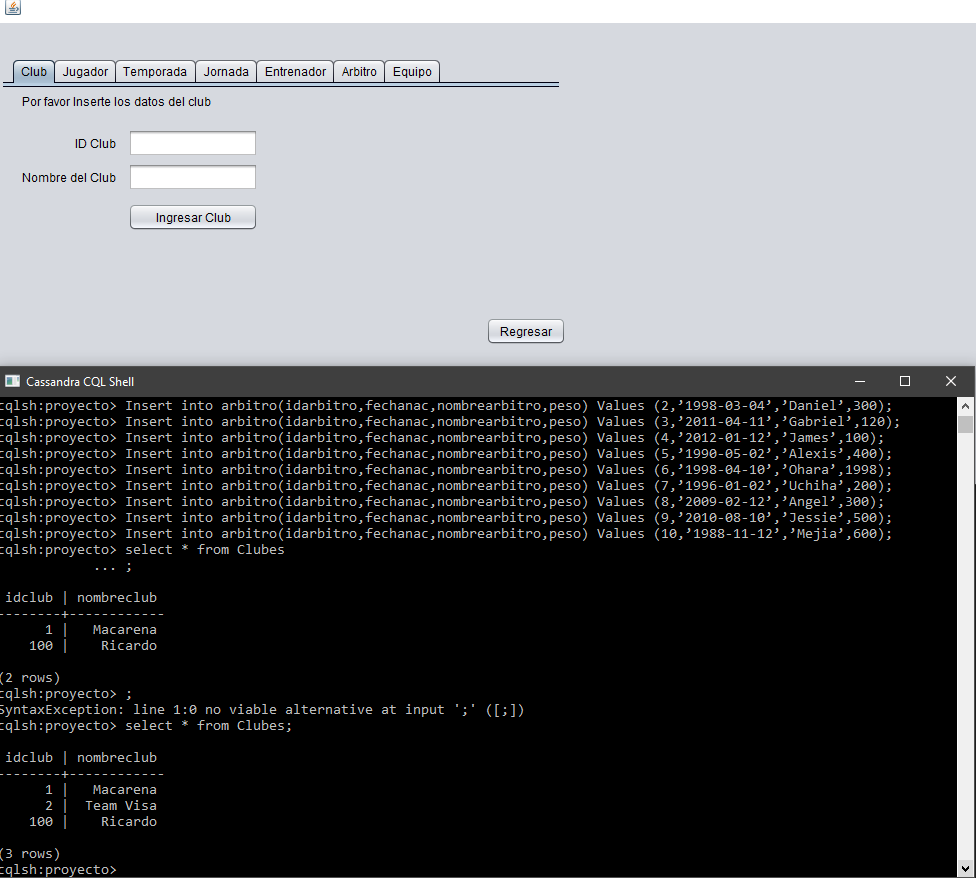 Club Jugador Temporada Jornada Entrenador Arbitro Equipo
Por favor Inserte los datos del club
ID Club
Nombre del Club
Ingresar Club
Regresar
Cassandra CQL Shell
cqlsh:proyecto> Insert into arbitro(idarbitro,fechanac,nombrearbitro,peso) Values (2,’1998-03-04’,’Daniel’,300);
cqlsh:proyecto> Insert into arbitro(idarbitro,fechanac,nombrearbitro,peso) Values (3,’2011-04-11’,’Gabriel’,120);
cqlsh:proyecto> Insert into arbitro(idarbitro,fechanac,nombrearbitro,peso) Values (4,’2012-01-12’,’James’,100);
cqlsh:proyecto> Insert into arbitro(idarbitro,fechanac,nombrearbitro,peso) Values (5,’1990-05-02’,’Alexis’,400);
cqlsh:proyecto> Insert into arbitro(idarbitro,fechanac,nombrearbitro,peso) Values (6,’1998-04-10’,’Ohara’,1998);
cqlsh:proyecto> Insert into arbitro(idarbitro,fechanac,nombrearbitro,peso) Values (7,’1996-01-02’,’Uchiha’,200);
cqlsh:proyecto> Insert into arbitro(idarbitro,fechanac,nombrearbitro,peso) Values (8,’2009-02-12’,’Angel’,300);
cqlsh:proyecto> Insert into arbitro(idarbitro,fechanac,nombrearbitro,peso) Values (9,’2010-08-10’,’Jessie’,500);
cqlsh:proyecto> Insert into arbitro(idarbitro,fechanac,nombrearbitro,peso) Values (10,’1988-11-12’,’Mejia’,600);
cqlsh:proyecto> select * from Clubes
... ;
idclub | nombreclub
--------+------------
1 | Macarena
100 | Ricardo
(2 rows)
cqlsh:proyecto> ;
SyntaxException: line 1:0 no viable alternative at input ';' ([;])
cqlsh:proyecto> select * from Clubes;
idclub | nombreclub
--------+------------
1 | Macarena
2 | Team Visa
100 | Ricardo
(3 rows)
cqlsh:proyecto>